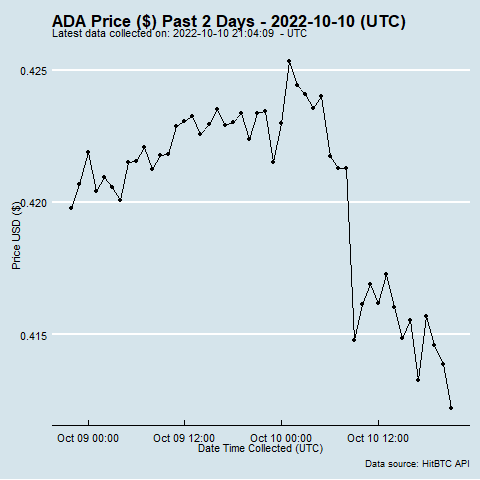 ADA Price ($) Past 2 Days - 2022-10-10 (UTC)
Latest data collected on: 2022-10-10 21:04:09  - UTC
0.425
0.420
0.415
Price USD ($)
Oct 09 00:00
Oct 09 12:00
Oct 10 00:00
Oct 10 12:00
Date Time Collected (UTC)
Data source: HitBTC API